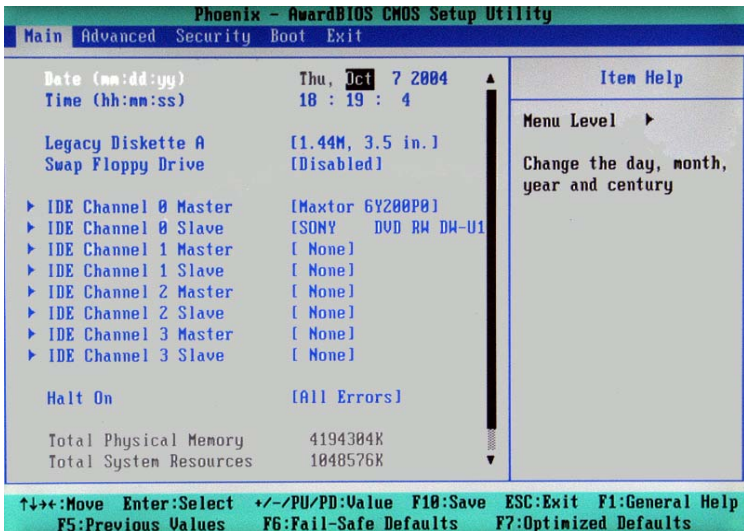 Phoenix - AwardBIOS CMOS Setup Utility
Main Advanced Security Boot Exit
Date (mm:dd:yy) Thu, Oct 7 2004
Time (hh:mm:ss) 18 : 19 : 4
Legacy Diskette A [1.44M, 3.5 in.]
Swap Floppy Drive [Disabled]
IDE Channel 0 Master [Maxtor 6Y200P0]
IDE Channel 0 Slave [SONY DVD RW DW-U1
IDE Channel 1 Master [ None]
IDE Channel 1 Slave [ None]
IDE Channel 2 Master [ None]
IDE Channel 2 Slave [ None]
IDE Channel 3 Master [ None]
IDE Channel 3 Slave [ None]
Halt On [All Errors]
Total Physical Memory 4194304K
Total System Resources 1048576K
Item Help
Menu Level
Change the day, month,
year and century
↑↓→←:Move Enter:Select +/-/PU/PD:Value F10:Save ESC:Exit F1:General Help
F5:Previous Values F6:Fail-Safe Defaults F7:Optimized Defaults